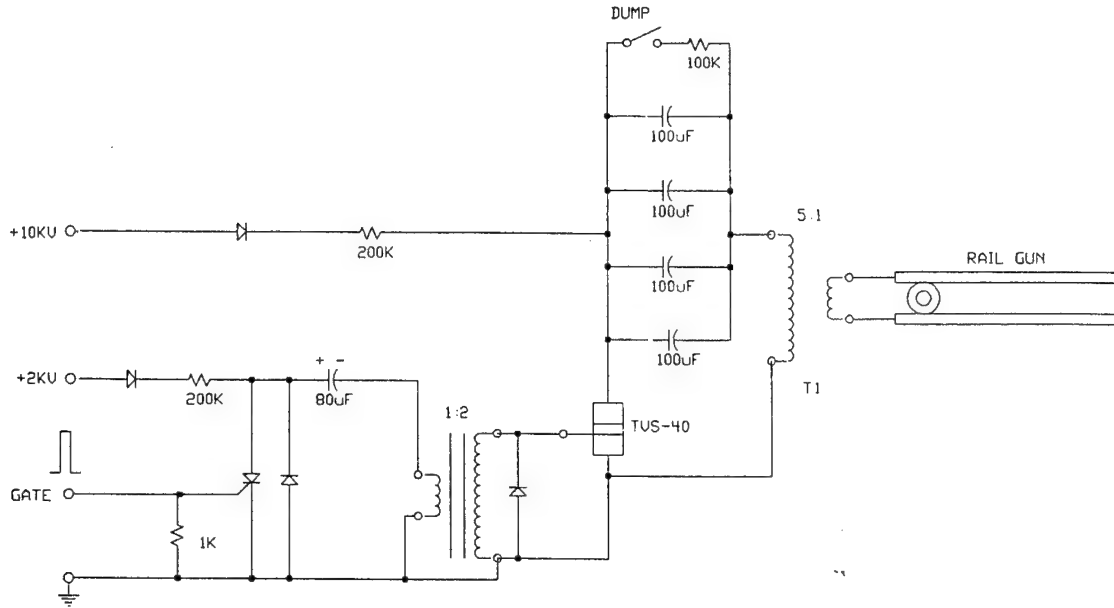 DUMP
100K
100uF
100uF
5:1
+10KV
200K
RAIL GUN
100uF
100uF
+2KV
+ -
200K
80uF
T1
1:2
TVS-40
GATE
1K